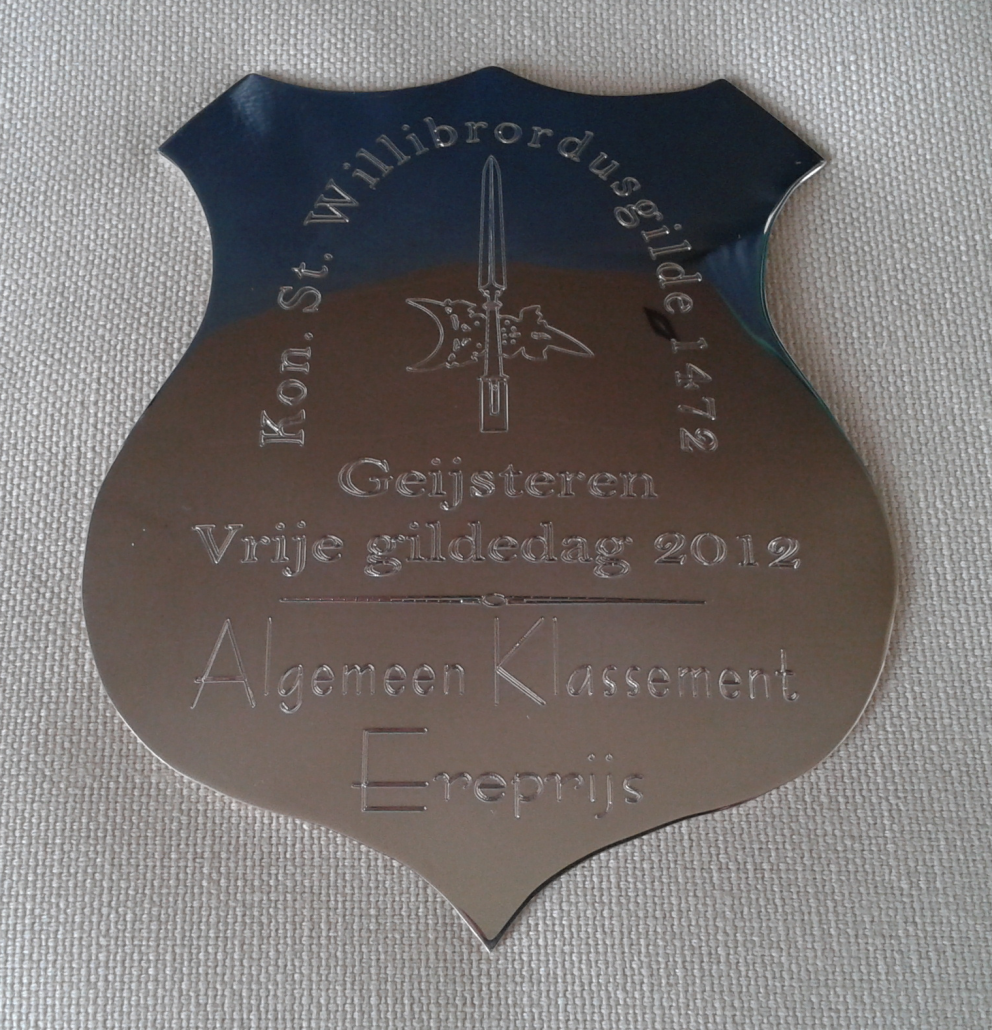 Kon. St. Willibrordusgilde 1472
Geijsteren
Vrije gildedag 2012
Algemeen Klassement
Ereprijs